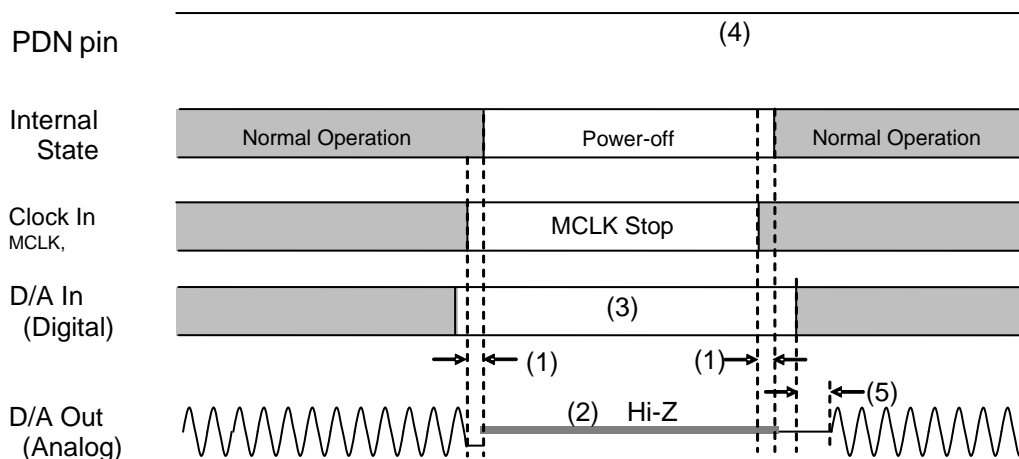 (4)
PDN pin
Internal
State
Normal Operation Power-off Normal Operation
Clock In
MCLK,
MCLK Stop
D/A In
(Digital)
(3)
(1) (1)
(5)
D/A Out
(Analog)
(2) Hi-Z